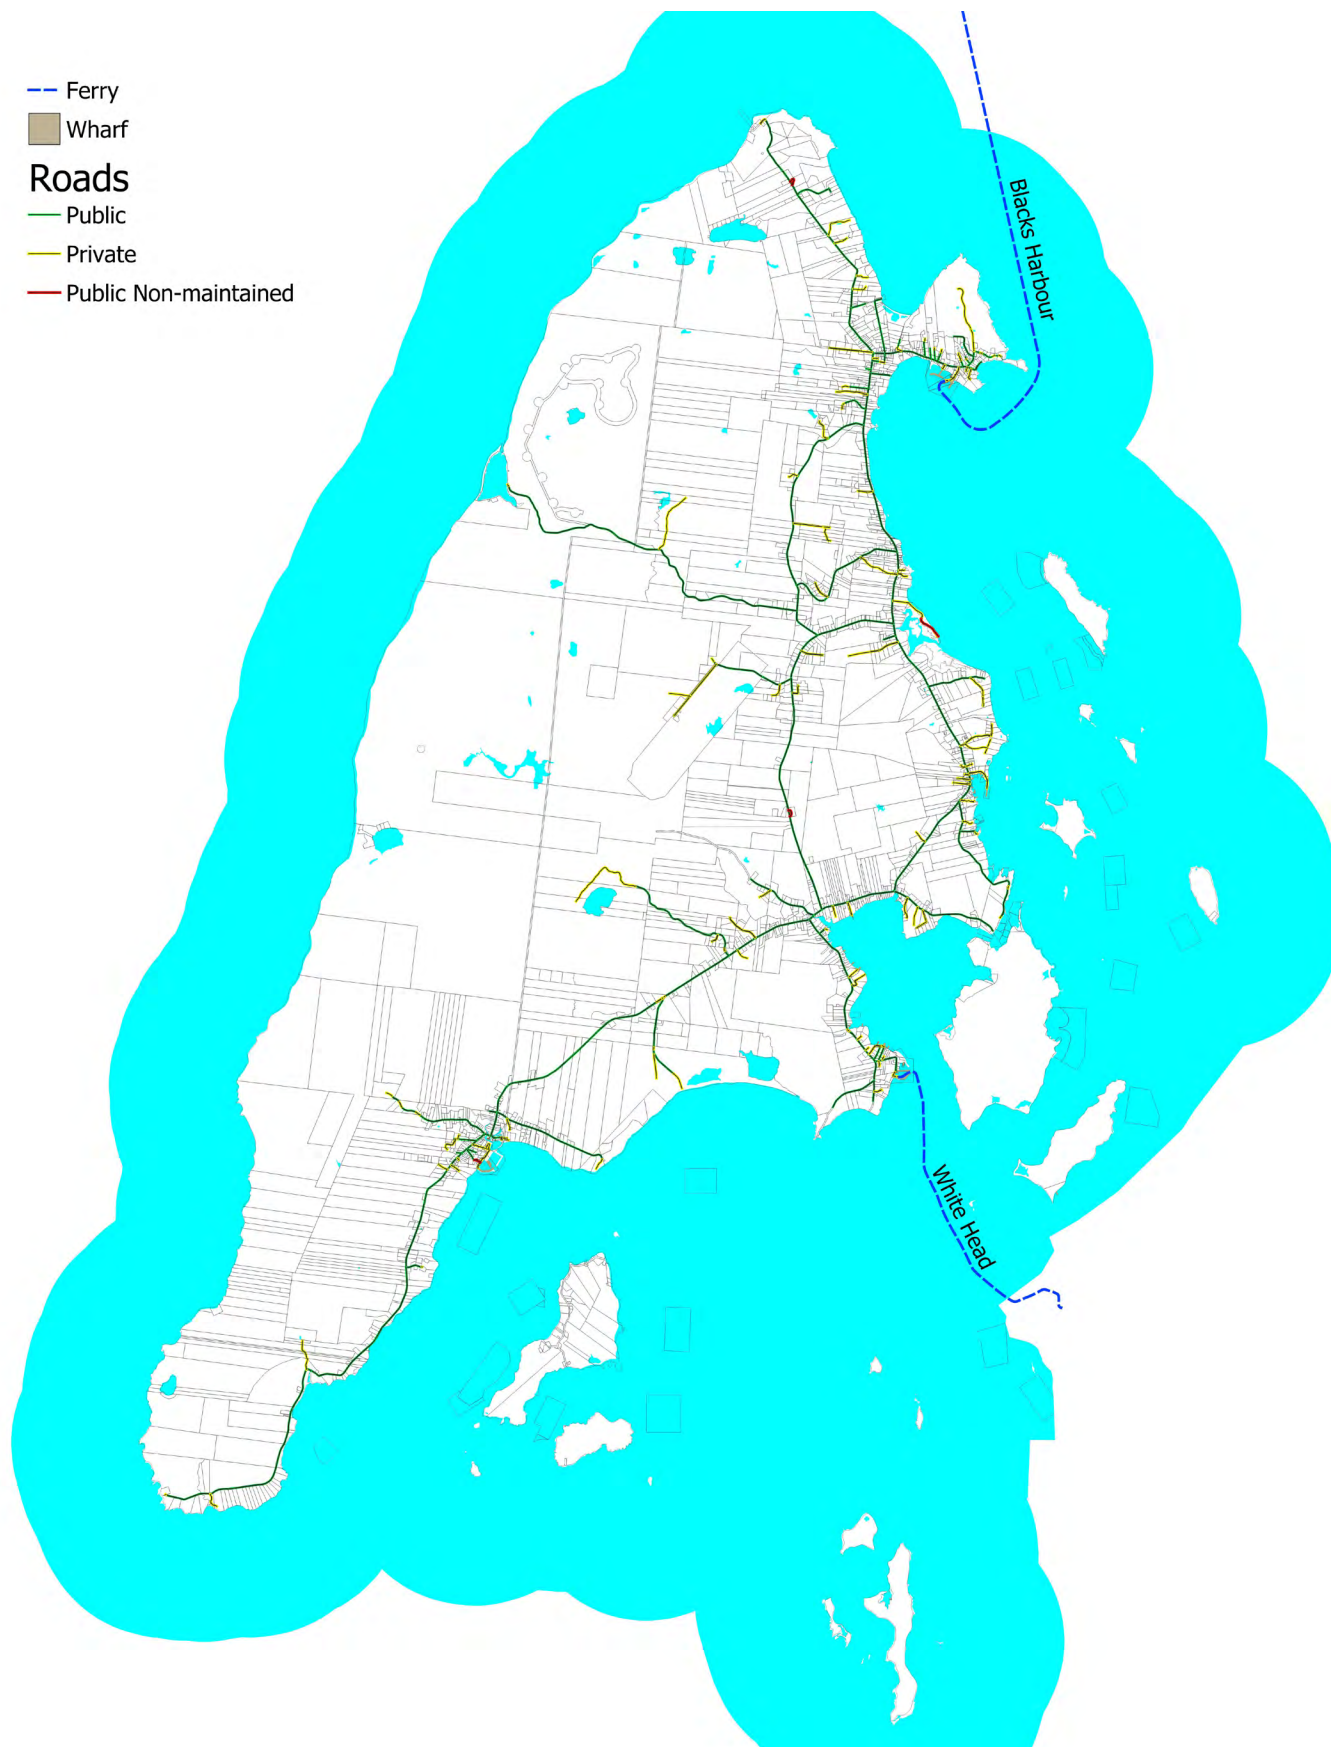 Ferry
Wharf
Roads
Public
Private
Public Non-maintained
Blacks Harbour
White Head